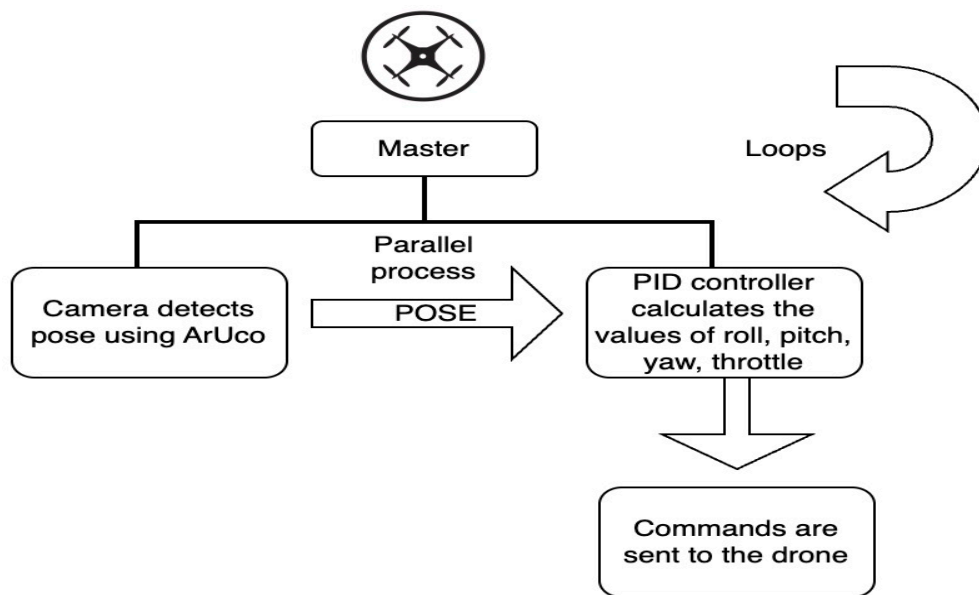 Master
Loops
Parallel
process
Camera detects
pose using ArUco
POSE
PID controller
calculates the
values of roll, pitch,
yaw, throttle
Commands are
sent to the drone